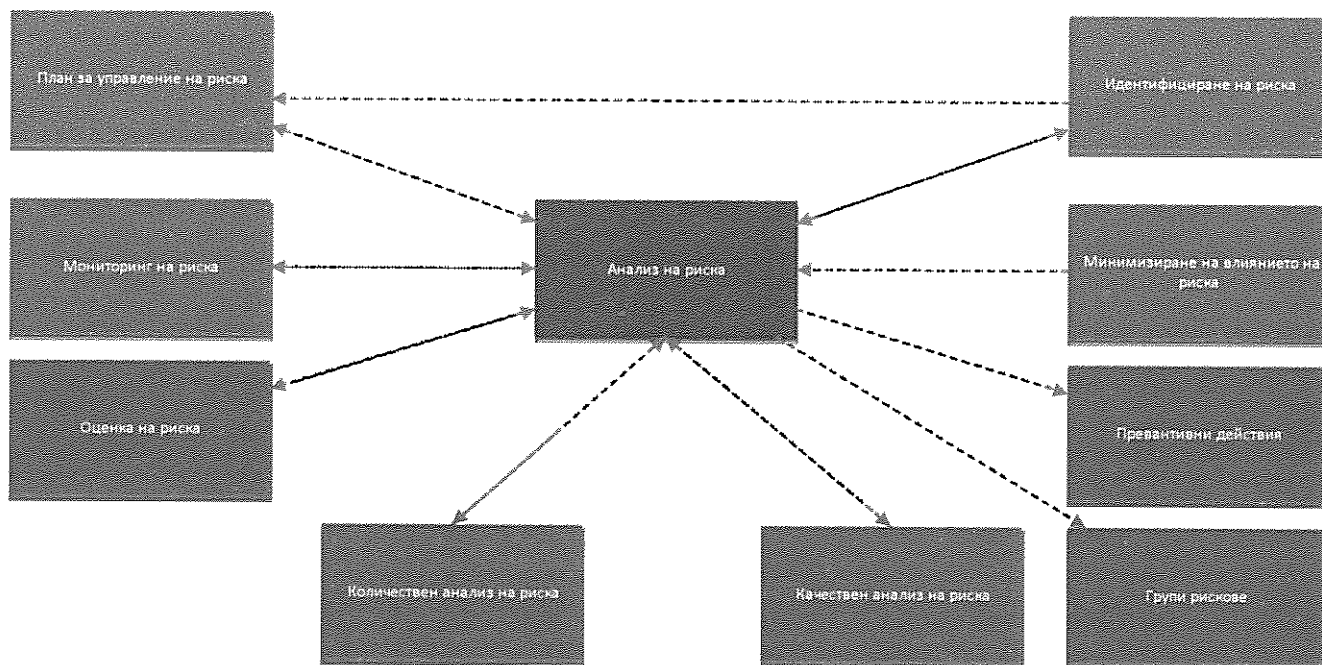 План за управление на риска
Идентифициране на риска
Мониторинг на риска
Анализ на риска
Минимизиране на влиянието на
риска
Оценка на риска
Превантивни действия
Количествен анализ на риска
Качествен анализ на риска
Групи рискове